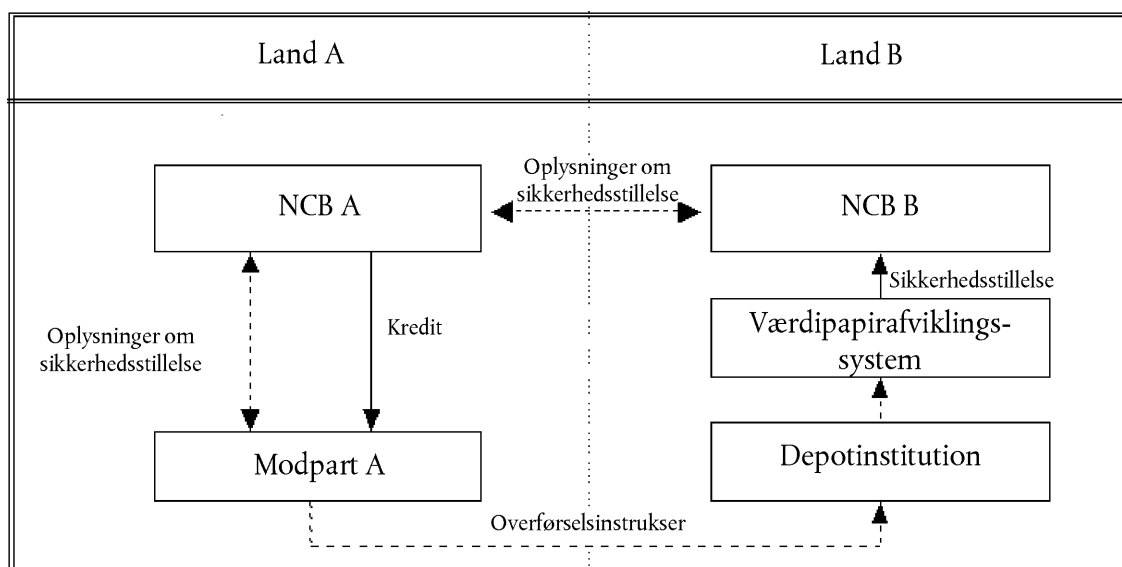 Land A
Land B
Oplysninger om
sikkerhedsstillelse
NCB A
NCB B
Sikkerhedsstillelse
Oplysninger om
sikkerhedsstillelse
Kredit
Værdipapirafviklings-
system
Modpart A
Depotinstitution
Overførselsinstrukser